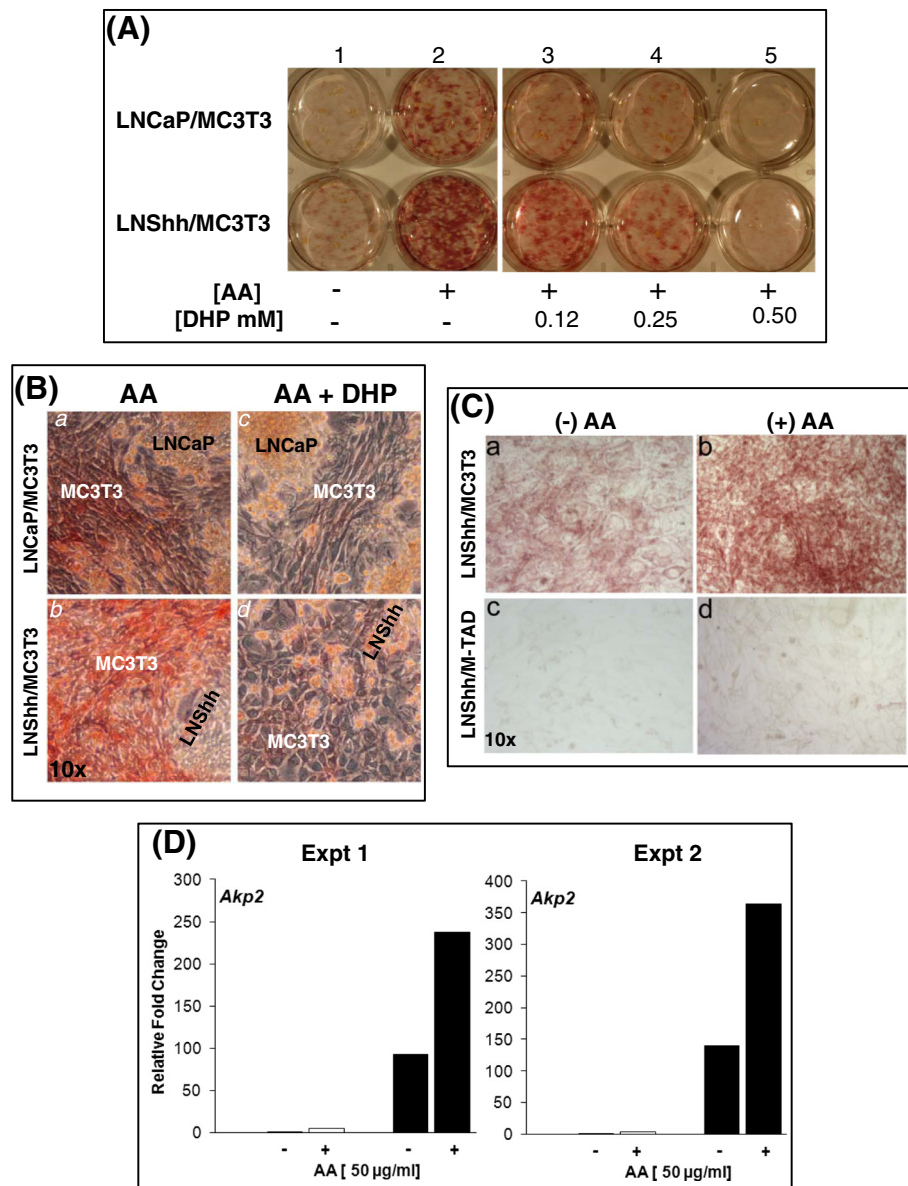 (A)
1 2 3 4 5
LNCaP/MC3T3
LNShh/MC3T3
[AA] - + + + +
[DHP mM] - - 0.12 0.25 0.50
(B)
AA AA + DHP
LNCaP/MC3T3
a
LNCaP
MC3T3
c
LNCaP
MC3T3
LNShh/MC3T3
b
MC3T3
LNShh
10x
d
LNShh
MC3T3
(C)
(-) AA (+) AA
LNShh/MC3T3
a
b
LNShh/M-TAD
c
10x
d
(D)
Expt 1
Akp2
Relative Fold Change
300
250
200
150
100
50
0
- + - +
AA [ 50 µg/ml]
Expt 2
Akp2
400
350
300
250
200
150
100
50
0
- + - +
AA [ 50 µg/ml]